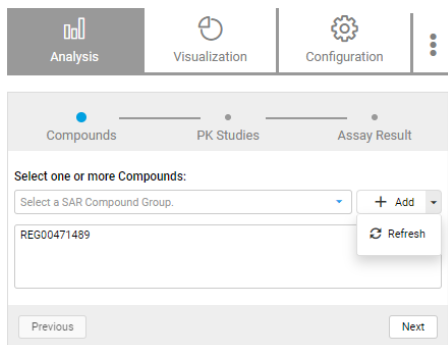 Analysis
Visualization
Configuration
Compounds
PK Studies
Assay Result
Select one or more Compounds:
Select a SAR Compound Group.
+ Add
Refresh
REG00471489
Previous
Next